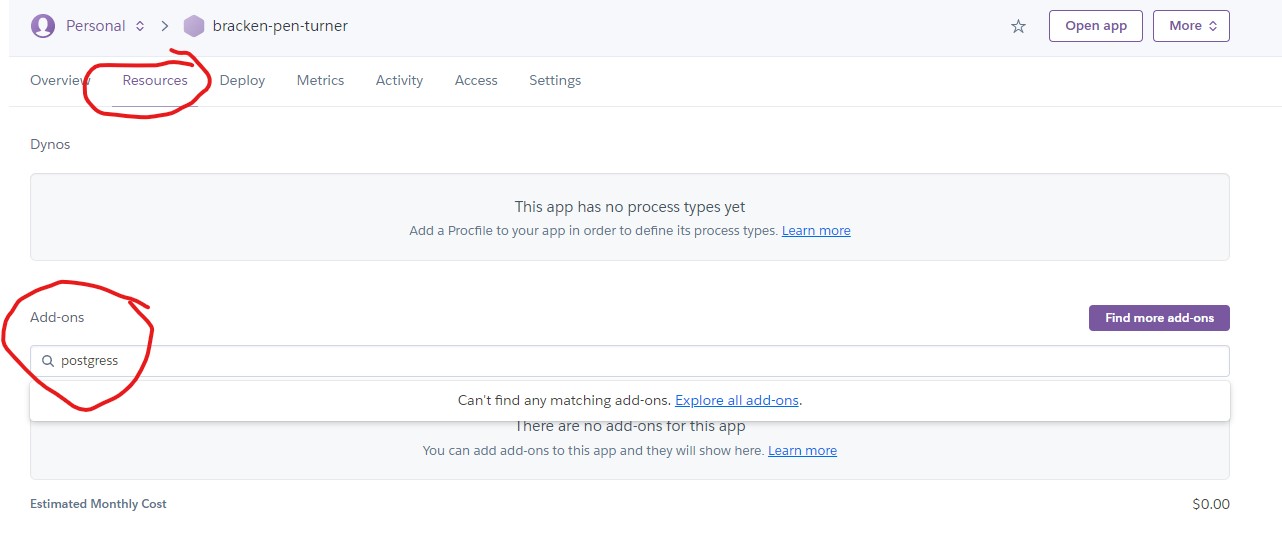 Personal > bracken-pen-turner Open app More
Overview Resources Deploy Metrics Activity Access Settings
Dynos
This app has no process types yet
Add a Procfile to your app in order to define its process types. Learn more
Add-ons Find more add-ons
postgress
Can't find any matching add-ons. Explore all add-ons.
There are no add-ons for this app
You can add add-ons to this app and they will show here. Learn more
Estimated Monthly Cost $0.00